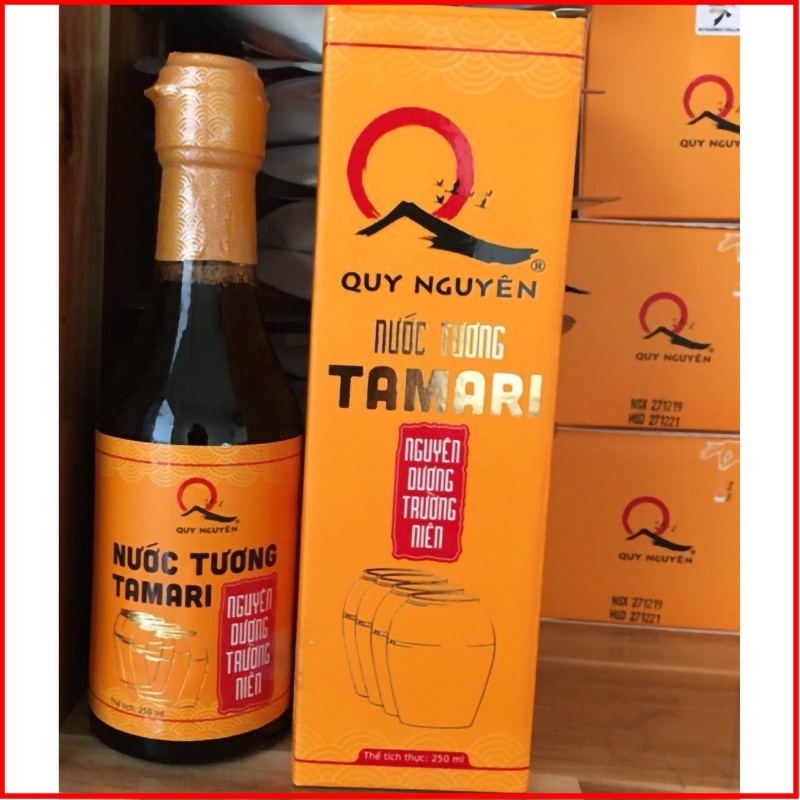 QUY NGUYÊN
NƯỚC TƯƠNG
TAMARI
NGUYÊN
DƯƠNG
TRƯỜNG
NIÊN
Thể tích: 250 ml
QUY NGUYÊN
®
NƯỚC TƯƠNG
TAMARI
NGUYÊN
DƯƠNG
TRƯỜNG
NIÊN
Thể tích thực: 250 ml
QUY NGUY
QUY NGUYÊN
NSX 271219
HSD 271221
QUY NGUYÊN
NSX 271219
HSD 271221